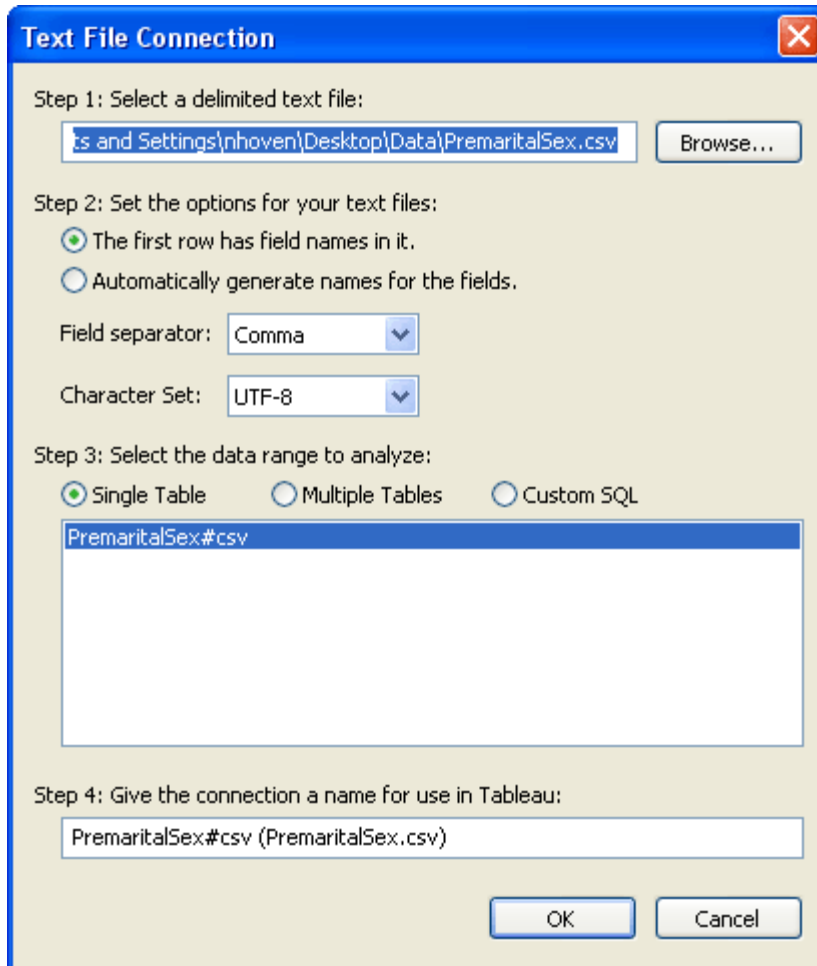 Text File Connection
Step 1: Select a delimited text file:
ts and Settings\nhoven\Desktop\Data\PremaritalSex.csv
Browse...
Step 2: Set the options for your text files:
The first row has field names in it.
Automatically generate names for the fields.
Field separator: Comma
Character Set: UTF-8
Step 3: Select the data range to analyze:
Single Table Multiple Tables Custom SQL
PremaritalSex#csv
Step 4: Give the connection a name for use in Tableau:
PremaritalSex#csv (PremaritalSex.csv)
OK Cancel